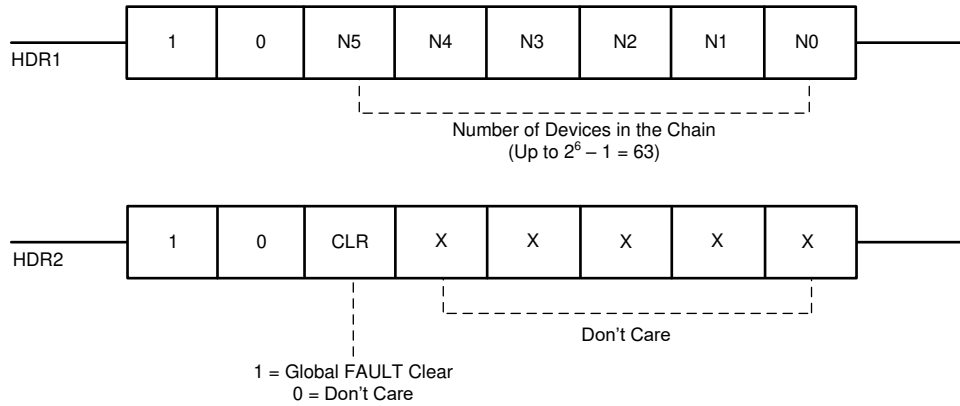 1 0 N5 N4 N3 N2 N1 N0
HDR1
Number of Devices in the Chain
(Up to 2⁶ – 1 = 63)
1 0 CLR X X X X X
HDR2
Don't Care
1 = Global FAULT Clear
0 = Don't Care